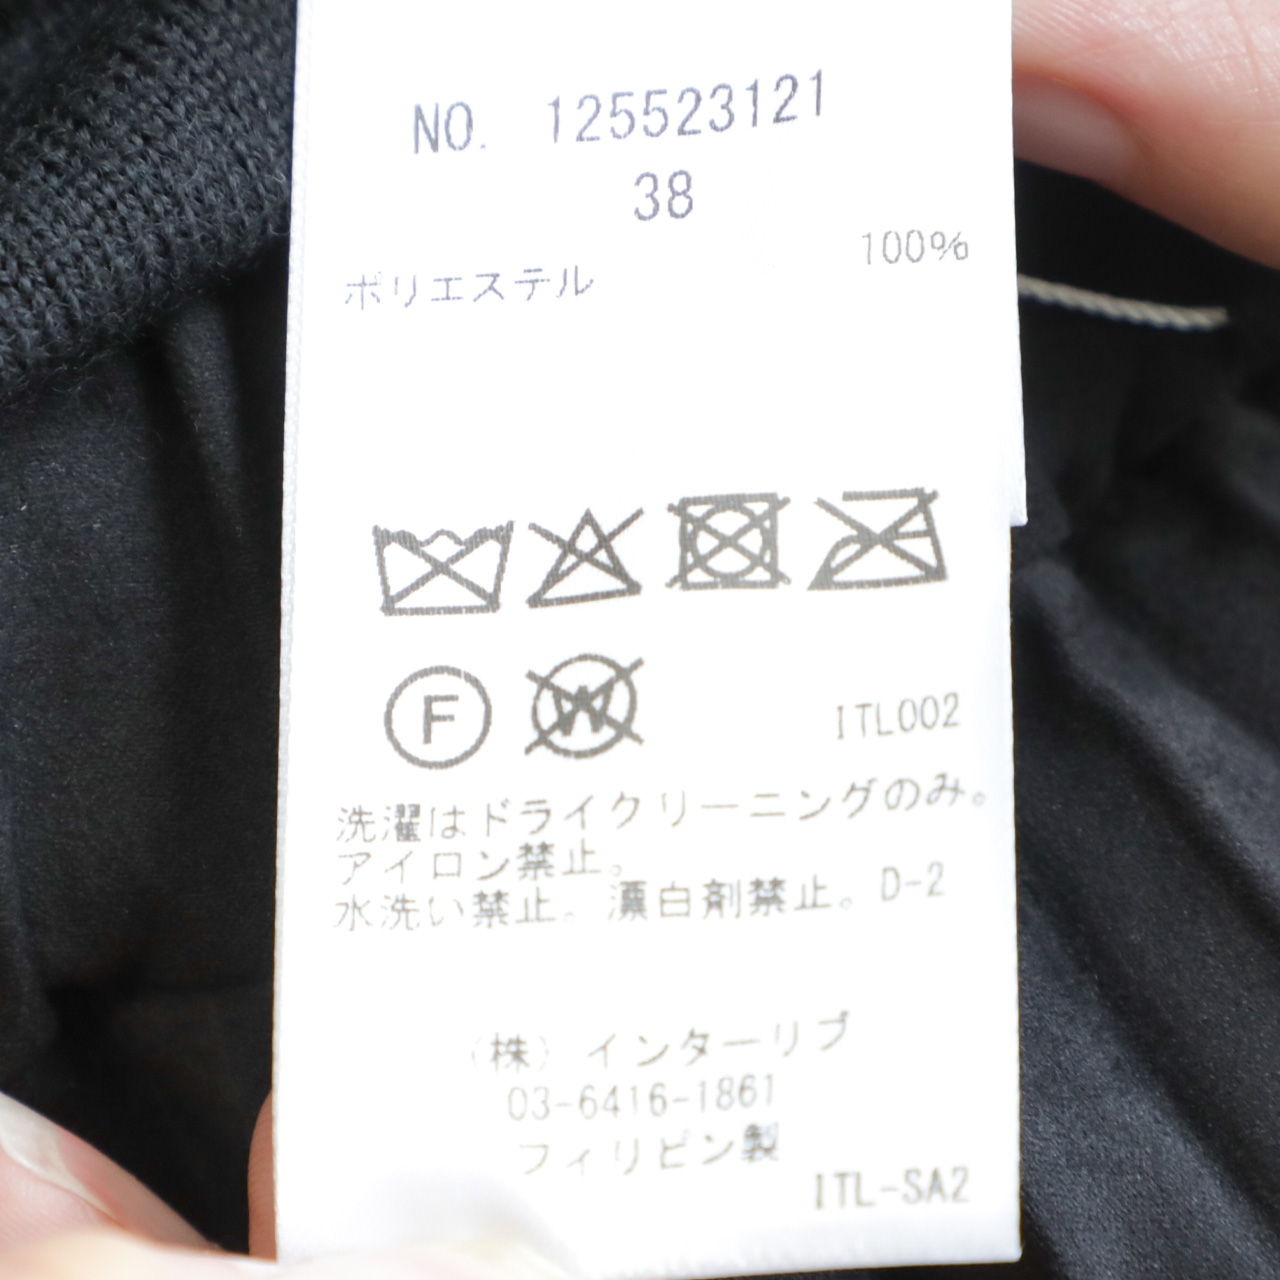 NO. 125523121
38
100%
ポリエステル
F W ITL002
洗濯はドライクリーニングのみ。
アイロン禁止。
水洗い禁止。漂白剤禁止。D-2
(株)インターリブ
03-6416-1861
フィリピン製
ITL-SA2